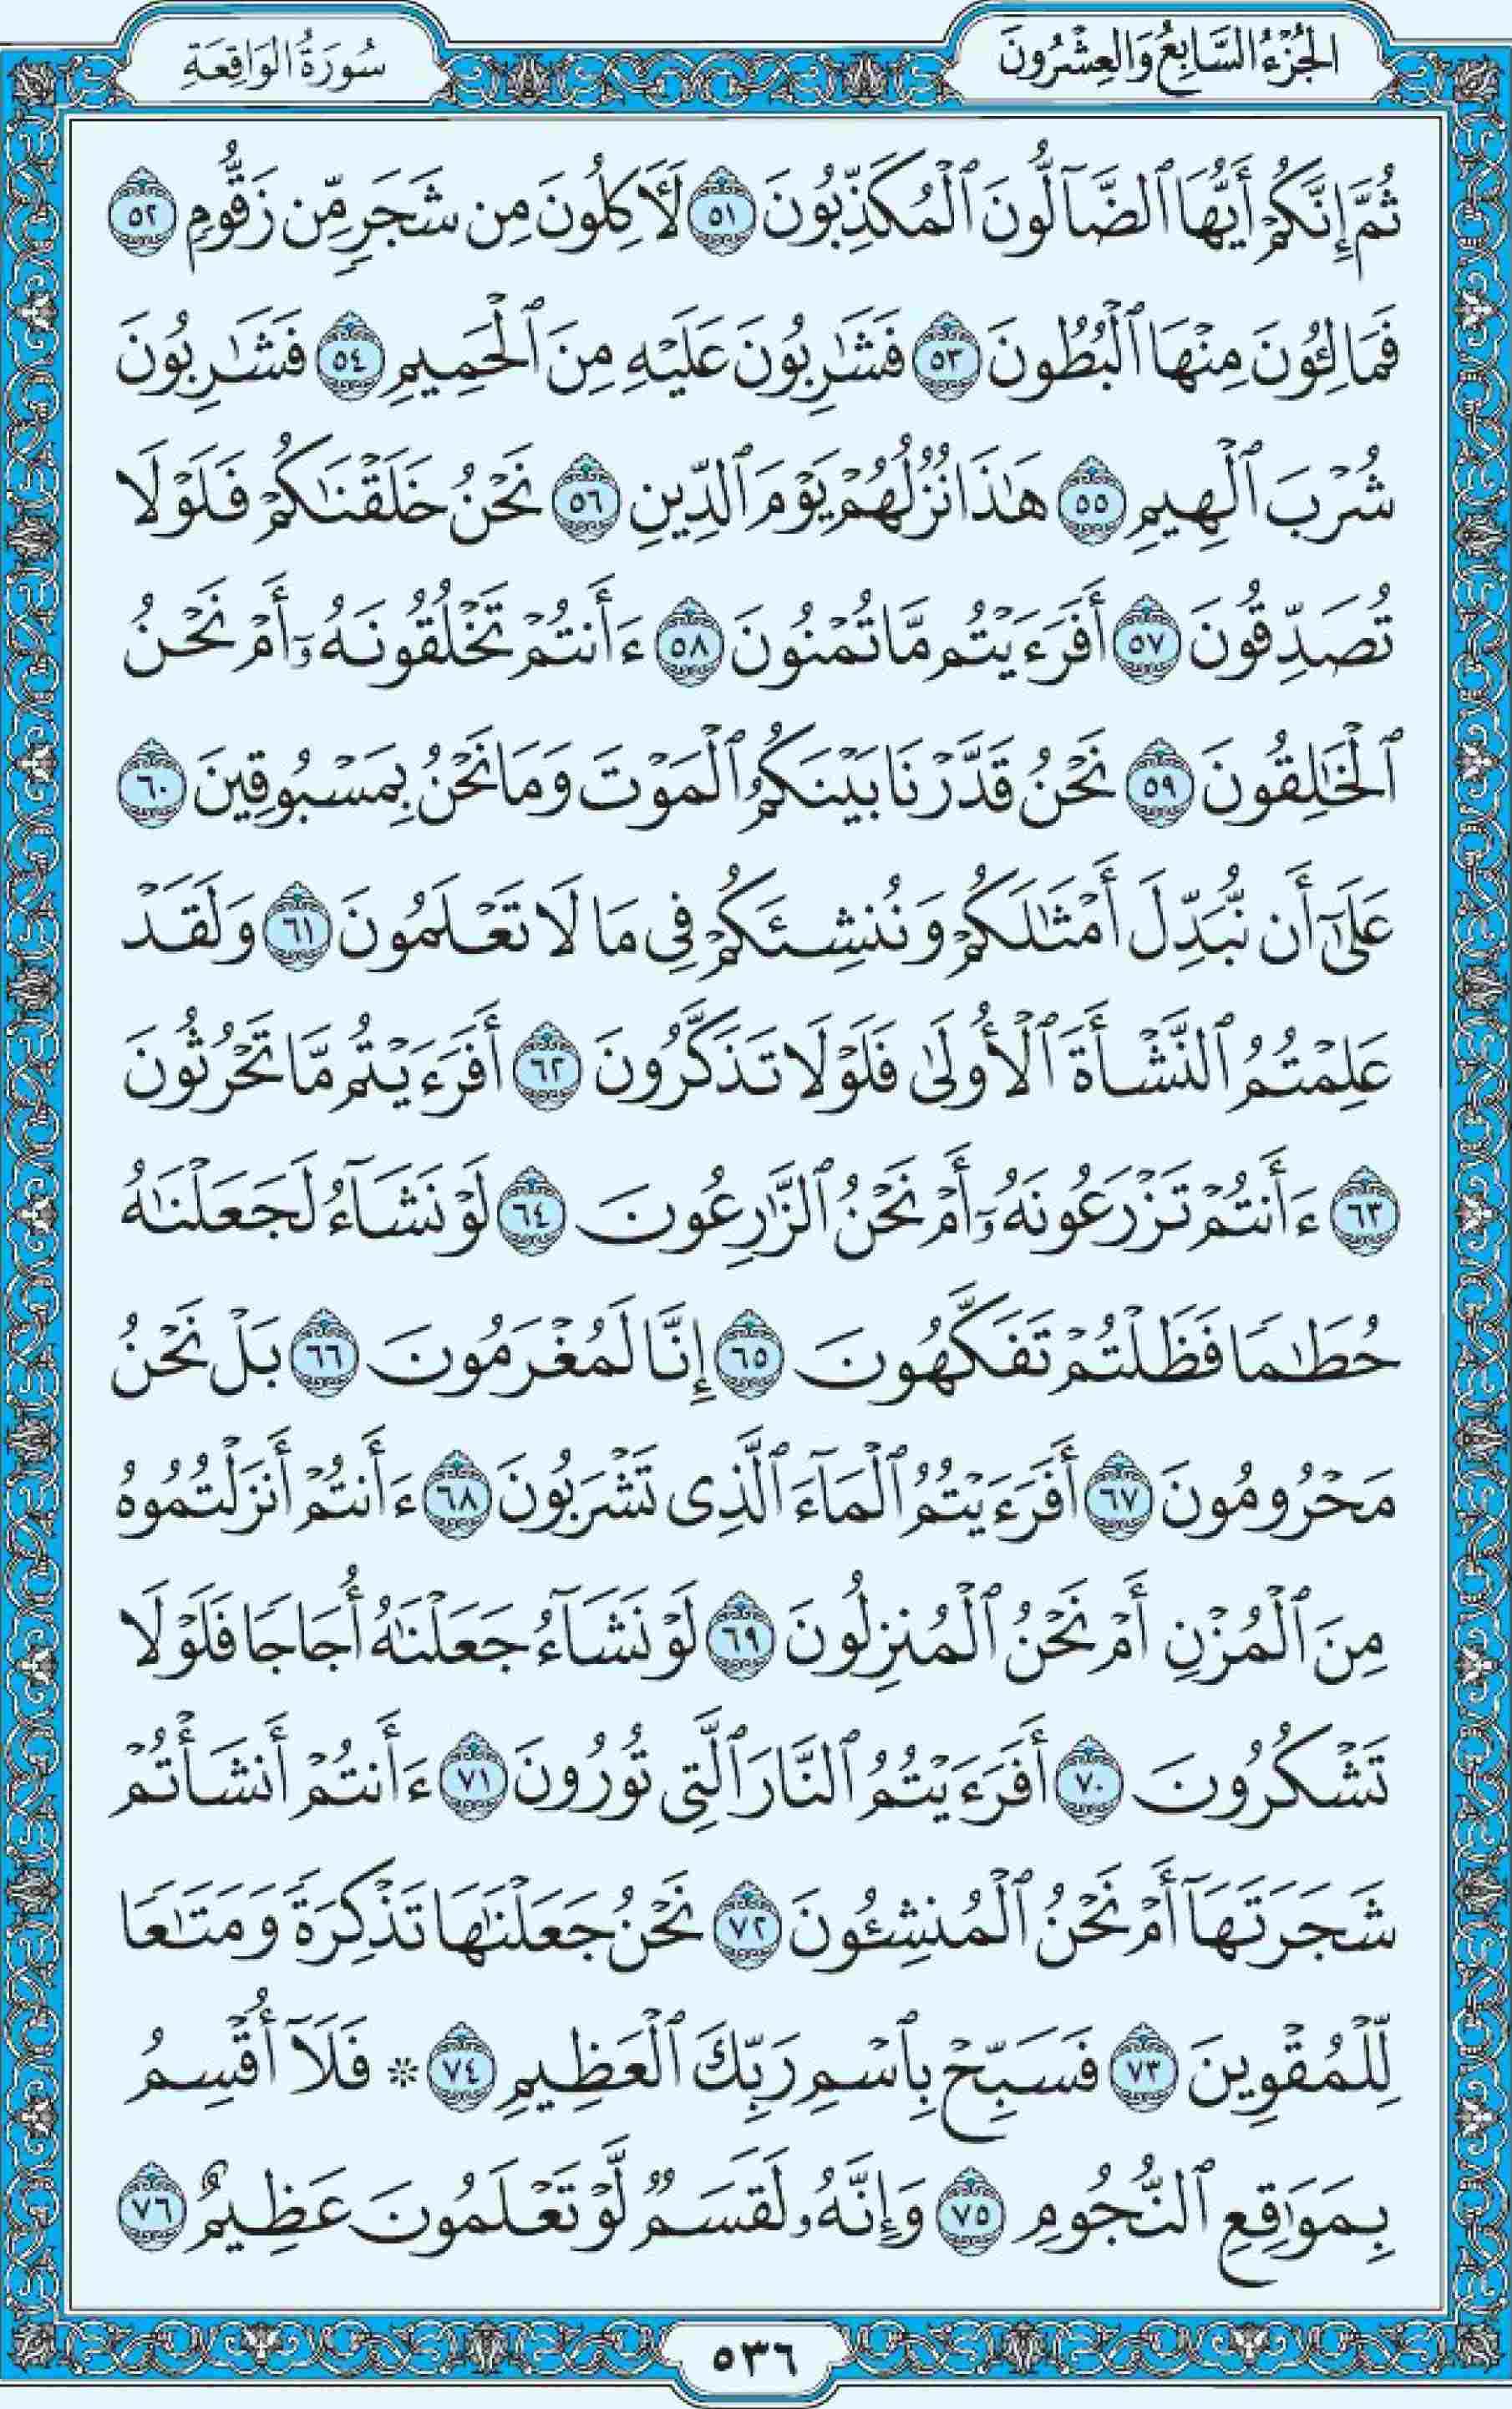 الجُزْءُ السَّابِعُ وَالعِشْرُونَ
سُورَةُ الوَاقِعَةِ
ثُمَّ إِنَّكُمْ أَيُّهَا ٱلضَّآلُّونَ ٱلْمُكَذِّبُونَ ٥١ لَأٓكِلُونَ مِن شَجَرٍ مِّن زَقُّومٍ ٥٢
فَمَالِـُٔونَ مِنْهَا ٱلْبُطُونَ ٥٣ فَشَٰرِبُونَ عَلَيْهِ مِنَ ٱلْحَمِيمِ ٥٤ فَشَٰرِبُونَ
شُرْبَ ٱلْهِيمِ ٥٥ هَٰذَا نُزُلُهُمْ يَوْمَ ٱلدِّينِ ٥٦ نَحْنُ خَلَقْنَٰكُمْ فَلَوْلَا
تُصَدِّقُونَ ٥٧ أَفَرَءَيْتُم مَّا تُمْنُونَ ٥٨ ءَأَنتُمْ تَخْلُقُونَهُۥٓ أَمْ نَحْنُ
ٱلْخَٰلِقُونَ ٥٩ نَحْنُ قَدَّرْنَا بَيْنَكُمُ ٱلْمَوْتَ وَمَا نَحْنُ بِمَسْبُوقِينَ ٦٠
عَلَىٰٓ أَن نُّبَدِّلَ أَمْثَٰلَكُمْ وَنُنشِئَكُمْ فِى مَا لَا تَعْلَمُونَ ٦١ وَلَقَدْ
عَلِمْتُمُ ٱلنَّشْأَةَ ٱلْأُولَىٰ فَلَوْلَا تَذَكَّرُونَ ٦٢ أَفَرَءَيْتُم مَّا تَحْرُثُونَ
٦٣ ءَأَنتُمْ تَزْرَعُونَهُۥٓ أَمْ نَحْنُ ٱلزَّٰرِعُونَ ٦٤ لَوْ نَشَآءُ لَجَعَلْنَٰهُ
حُطَٰمًا فَظَلْتُمْ تَفَكَّهُونَ ٦٥ إِنَّا لَمُغْرَمُونَ ٦٦ بَلْ نَحْنُ
مَحْرُومُونَ ٦٧ أَفَرَءَيْتُمُ ٱلْمَآءَ ٱلَّذِى تَشْرَبُونَ ٦٨ ءَأَنتُمْ أَنزَلْتُمُوهُ
مِنَ ٱلْمُزْنِ أَمْ نَحْنُ ٱلْمُنزِلُونَ ٦٩ لَوْ نَشَآءُ جَعَلْنَٰهُ أُجَاجًا فَلَوْلَا
تَشْكُرُونَ ٧٠ أَفَرَءَيْتُمُ ٱلنَّارَ ٱلَّتِى تُورُونَ ٧١ ءَأَنتُمْ أَنشَأْتُمْ
شَجَرَتَهَآ أَمْ نَحْنُ ٱلْمُنشِـُٔونَ ٧٢ نَحْنُ جَعَلْنَٰهَا تَذْكِرَةً وَمَتَٰعًا
لِّلْمُقْوِينَ ٧٣ فَسَبِّحْ بِٱسْمِ رَبِّكَ ٱلْعَظِيمِ ٧٤ ۞ فَلَآ أُقْسِمُ
بِمَوَٰقِعِ ٱلنُّجُومِ ٧٥ وَإِنَّهُۥ لَقَسَمٌ لَّوْ تَعْلَمُونَ عَظِيمٌ ٧٦
٥٣٦